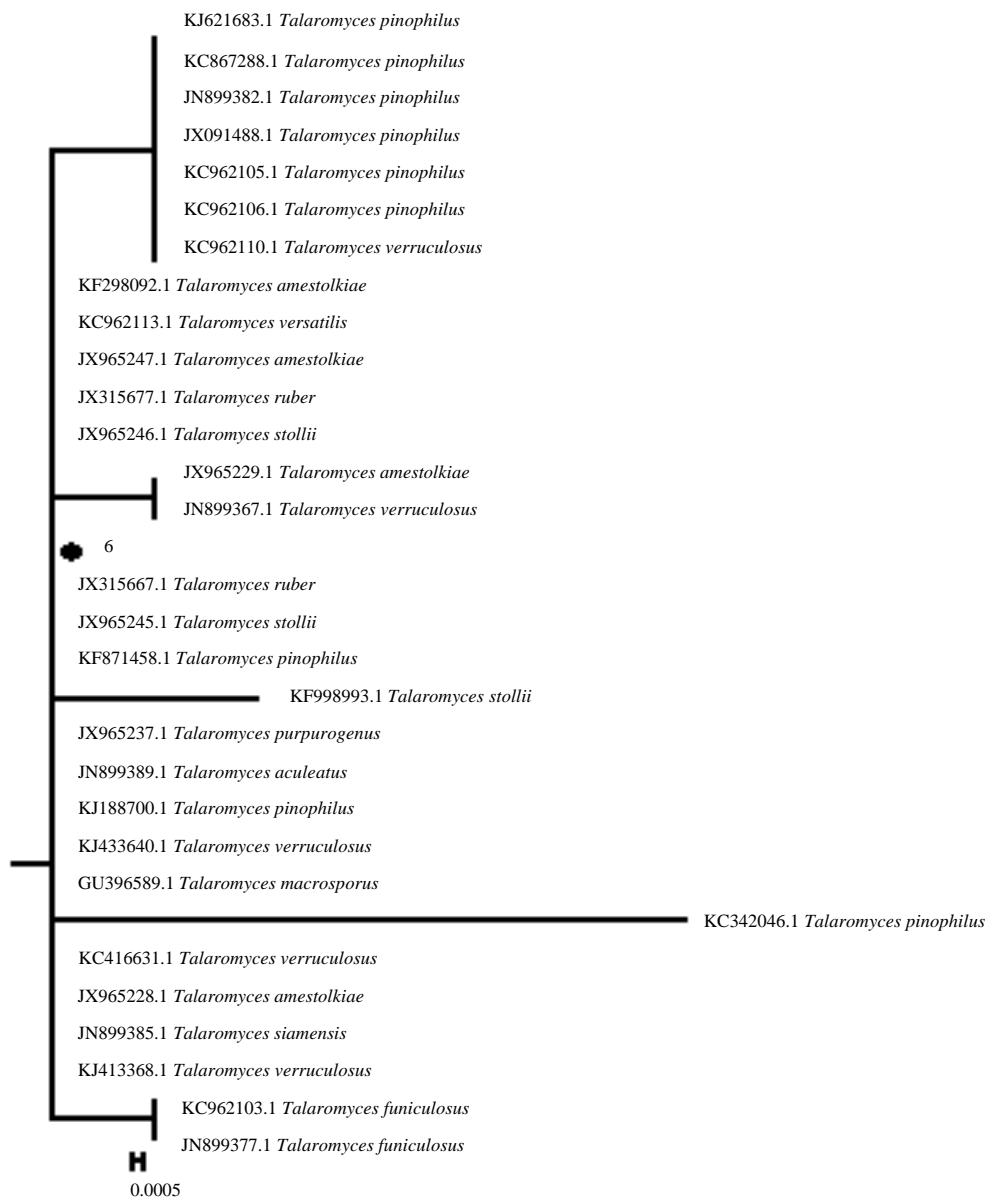 KJ621683.1 Talaromyces pinophilus
KC867288.1 Talaromyces pinophilus
JN899382.1 Talaromyces pinophilus
JX091488.1 Talaromyces pinophilus
KC962105.1 Talaromyces pinophilus
KC962106.1 Talaromyces pinophilus
KC962110.1 Talaromyces verruculosus
KF298092.1 Talaromyces amestolkiae
KC962113.1 Talaromyces versatilis
JX965247.1 Talaromyces amestolkiae
JX315677.1 Talaromyces ruber
JX965246.1 Talaromyces stollii
JX965229.1 Talaromyces amestolkiae
JN899367.1 Talaromyces verruculosus
6
JX315667.1 Talaromyces ruber
JX965245.1 Talaromyces stollii
KF871458.1 Talaromyces pinophilus
KF998993.1 Talaromyces stollii
JX965237.1 Talaromyces purpurogenus
JN899389.1 Talaromyces aculeatus
KJ188700.1 Talaromyces pinophilus
KJ433640.1 Talaromyces verruculosus
GU396589.1 Talaromyces macrosporus
KC342046.1 Talaromyces pinophilus
KC416631.1 Talaromyces verruculosus
JX965228.1 Talaromyces amestolkiae
JN899385.1 Talaromyces siamensis
KJ413368.1 Talaromyces verruculosus
KC962103.1 Talaromyces funiculosus
JN899377.1 Talaromyces funiculosus
0.0005